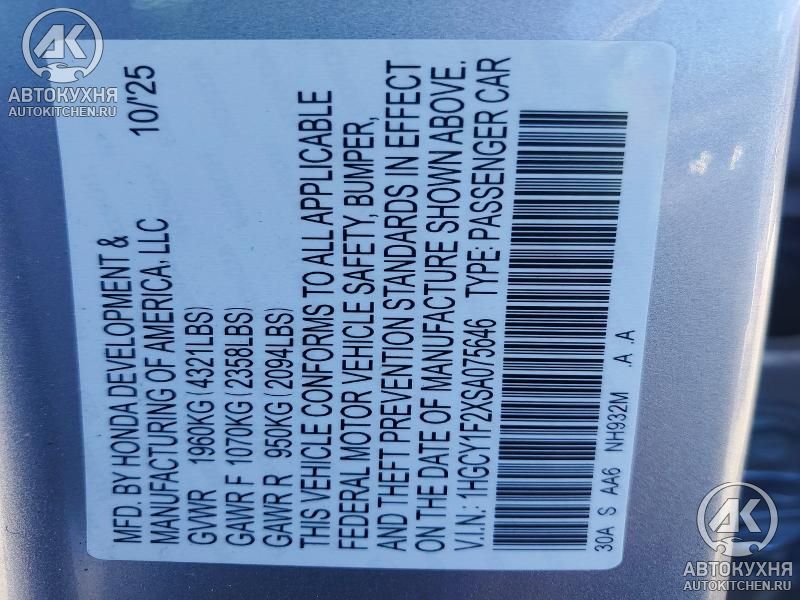 MFD. BY HONDA DEVELOPMENT & 10/'25
MANUFACTURING OF AMERICA, LLC
GVWR 1960KG (4321LBS)
GAWR F 1070KG (2358LBS)
GAWR R 950KG (2094LBS)
THIS VEHICLE CONFORMS TO ALL APPLICABLE
FEDERAL MOTOR VEHICLE SAFETY, BUMPER,
AND THEFT PREVENTION STANDARDS IN EFFECT
ON THE DATE OF MANUFACTURE SHOWN ABOVE.
V.I.N.: 1HGCY1F2XSA075646 TYPE: PASSENGER CAR
30A S AA6 NH932M .A .A
АК
АВТОКУХНЯ
AUTOKITCHEN.RU
АК
АВТОКУХНЯ
AUTOKITCHEN.RU